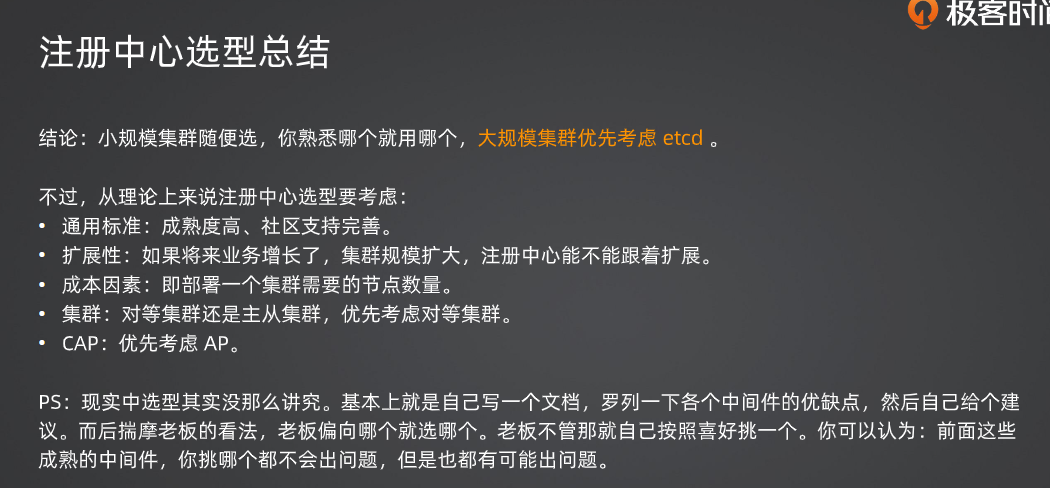 极客时间
注册中心选型总结
结论：小规模集群随便选，你熟悉哪个就用哪个，大规模集群优先考虑 etcd 。
不过，从理论上来说注册中心选型要考虑：
• 通用标准：成熟度高、社区支持完善。
• 扩展性：如果将来业务增长了，集群规模扩大，注册中心能不能跟着扩展。
• 成本因素：即部署一个集群需要的节点数量。
• 集群：对等集群还是主从集群，优先考虑对等集群。
• CAP：优先考虑 AP。
PS：现实中选型其实没那么讲究。基本上就是自己写一个文档，罗列一下各个中间件的优缺点，然后自己给个建
议。而后揣摩老板的看法，老板偏向哪个就选哪个。老板不管那就自己按照喜好挑一个。你可以认为：前面这些
成熟的中间件，你挑哪个都不会出问题，但是也都有可能出问题。